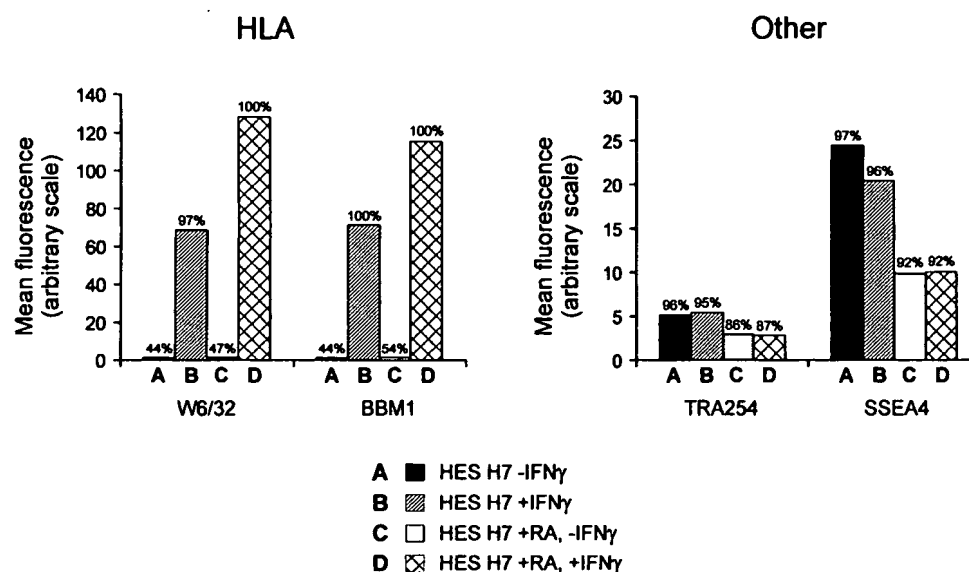 HLA
Other
Mean fluorescence
(arbitrary scale)
140
120
100
80
60
40
20
0
44%
97%
47%
100%
44%
100%
54%
100%
A B C D
A B C D
W6/32
BBM1
Mean fluorescence
(arbitrary scale)
30
25
20
15
10
5
0
96%
95%
86%
87%
97%
96%
92%
92%
A B C D
A B C D
TRA254
SSEA4
A HES H7 -IFNγ
B HES H7 +IFNγ
C HES H7 +RA, -IFNγ
D HES H7 +RA, +IFNγ